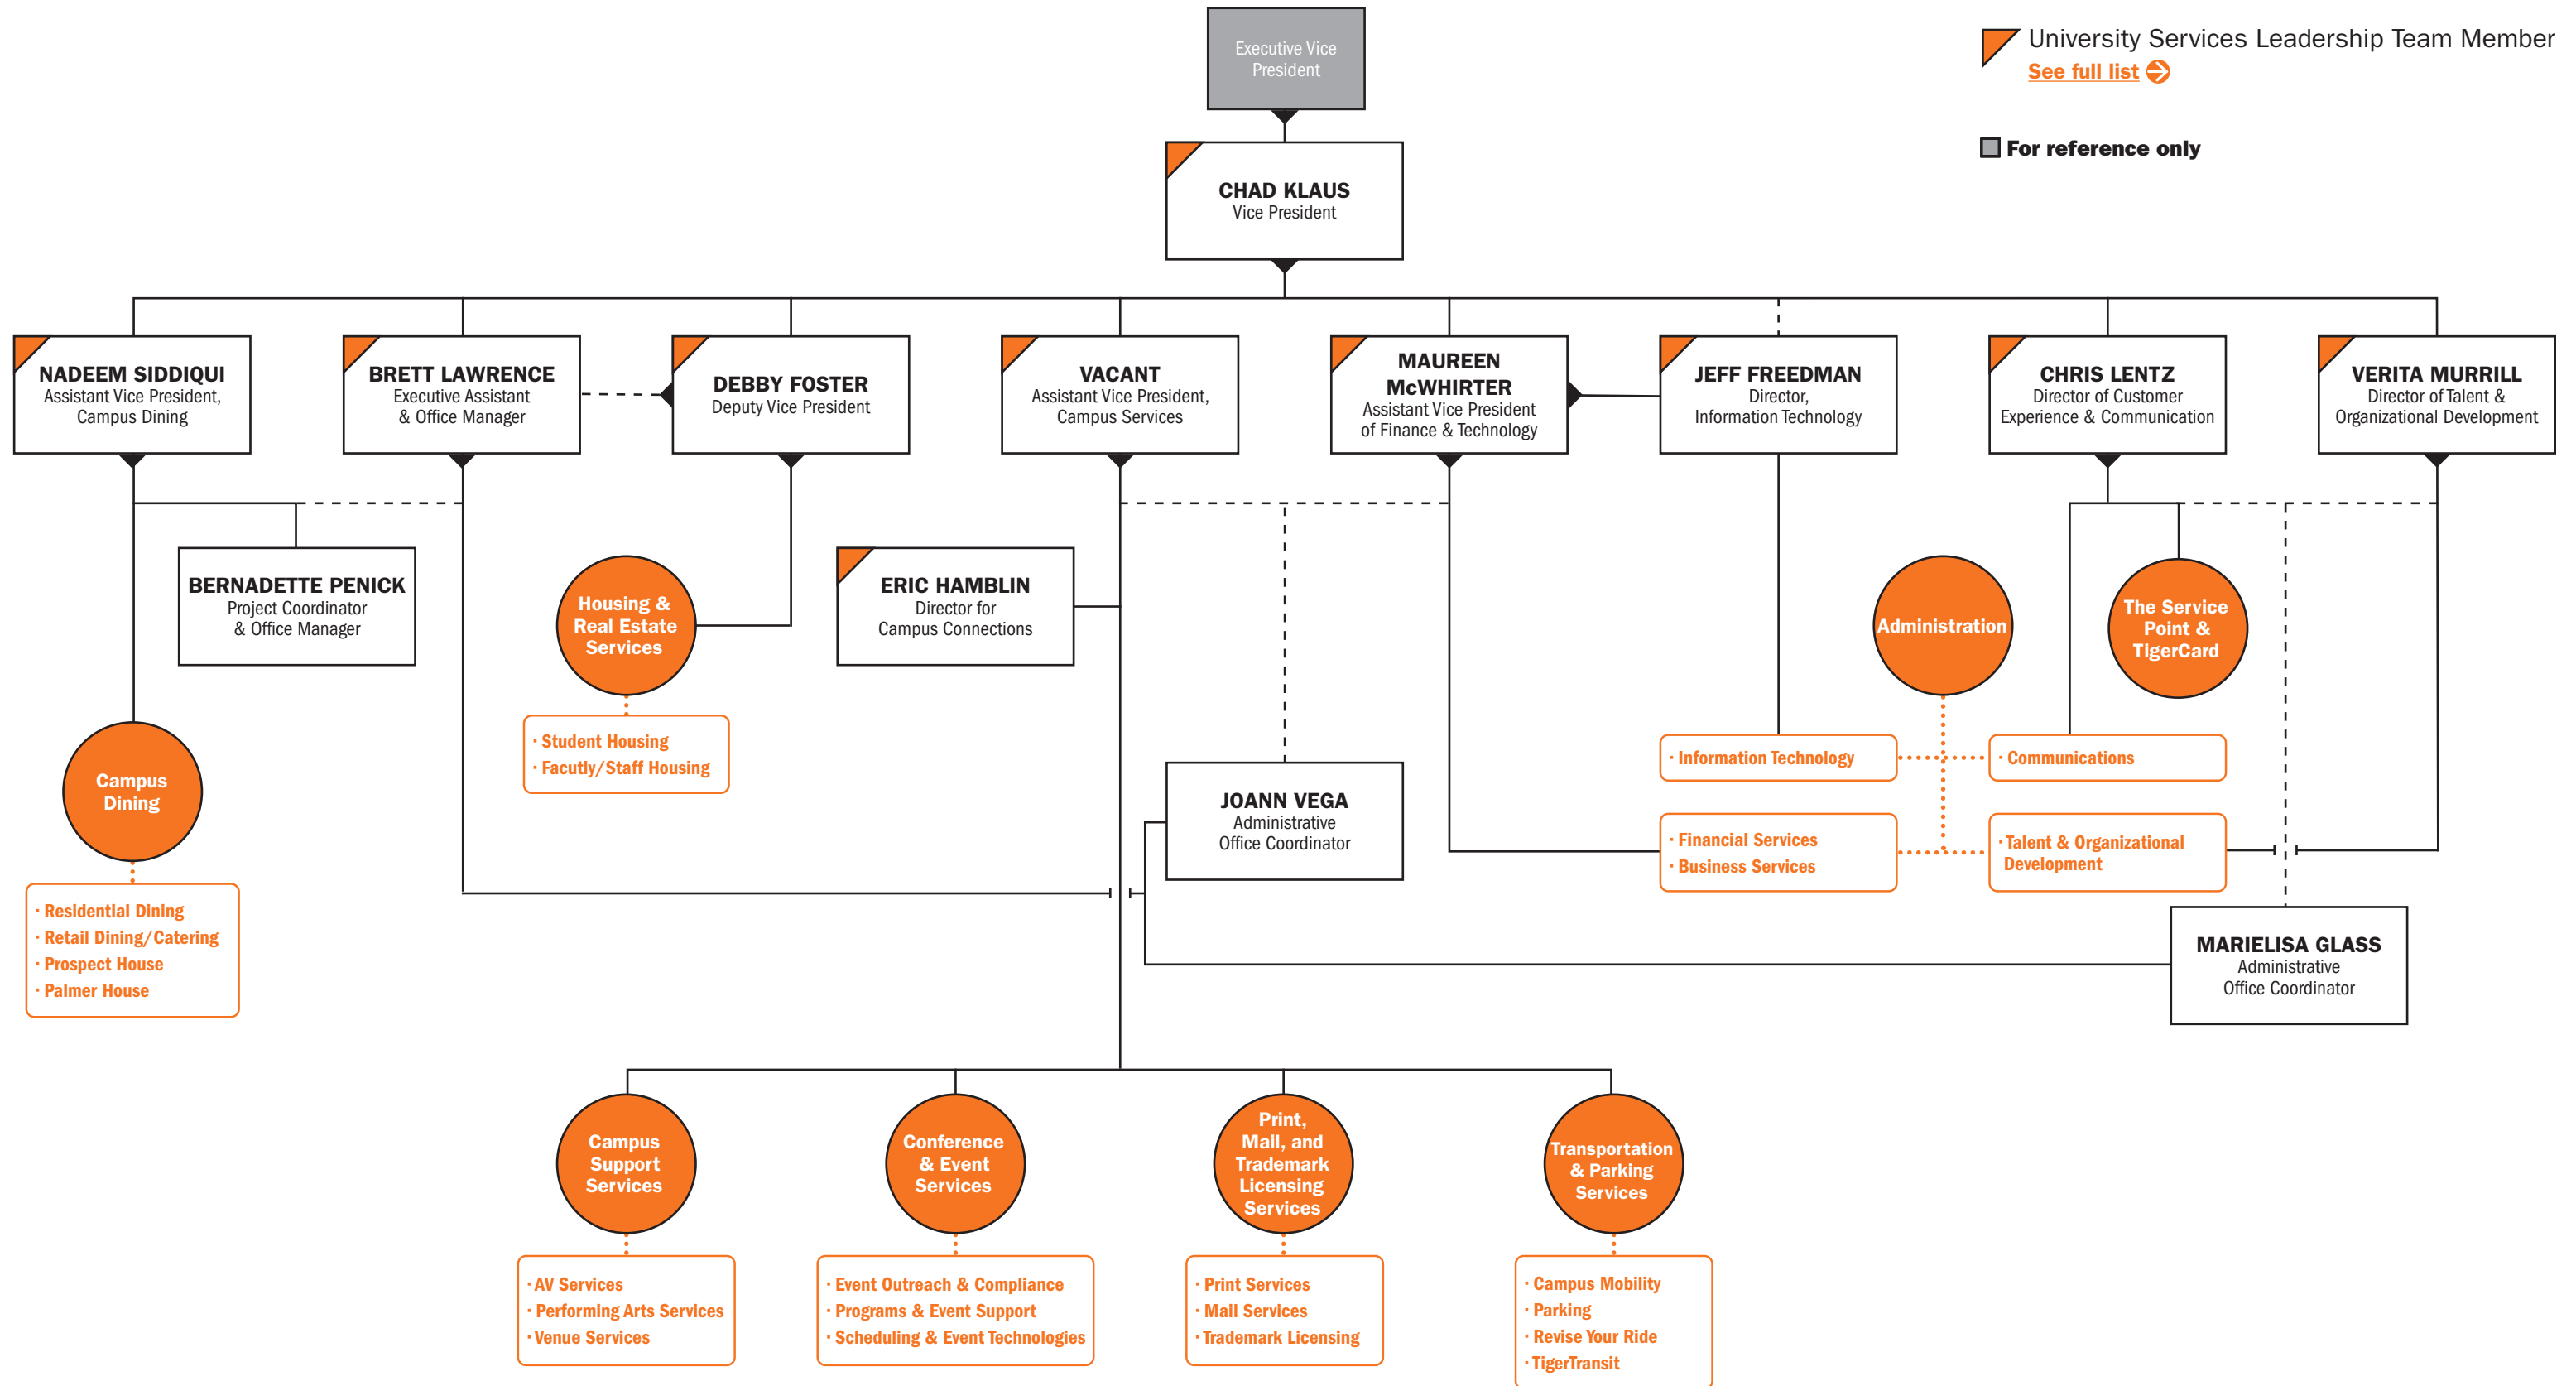 Executive Vice
President
University Services Leadership Team Member
See full list
For reference only
CHAD KLAUS
Vice President
NADEEM SIDDIQUI
Assistant Vice President,
Campus Dining
BRETT LAWRENCE
Executive Assistant
& Office Manager
DEBBY FOSTER
Deputy Vice President
VACANT
Assistant Vice President,
Campus Services
MAUREEN
McWHIRTER
Assistant Vice President
of Finance & Technology
JEFF FREEDMAN
Director,
Information Technology
CHRIS LENTZ
Director of Customer
Experience & Communication
VERITA MURRILL
Director of Talent &
Organizational Development
BERNADETTE PENICK
Project Coordinator
& Office Manager
Housing &
Real Estate
Services
ERIC HAMBLIN
Director for
Campus Connections
Administration
The Service
Point &
TigerCard
· Student Housing
· Facutly/Staff Housing
· Information Technology
· Communications
Campus
Dining
JOANN VEGA
Administrative
Office Coordinator
· Financial Services
· Business Services
· Talent & Organizational
Development
· Residential Dining
· Retail Dining/Catering
· Prospect House
· Palmer House
MARIELISA GLASS
Administrative
Office Coordinator
Campus
Support
Services
Conference
& Event
Services
Print,
Mail, and
Trademark
Licensing
Services
Transportation
& Parking
Services
· AV Services
· Performing Arts Services
· Venue Services
· Event Outreach & Compliance
· Programs & Event Support
· Scheduling & Event Technologies
· Print Services
· Mail Services
· Trademark Licensing
· Campus Mobility
· Parking
· Revise Your Ride
· TigerTransit